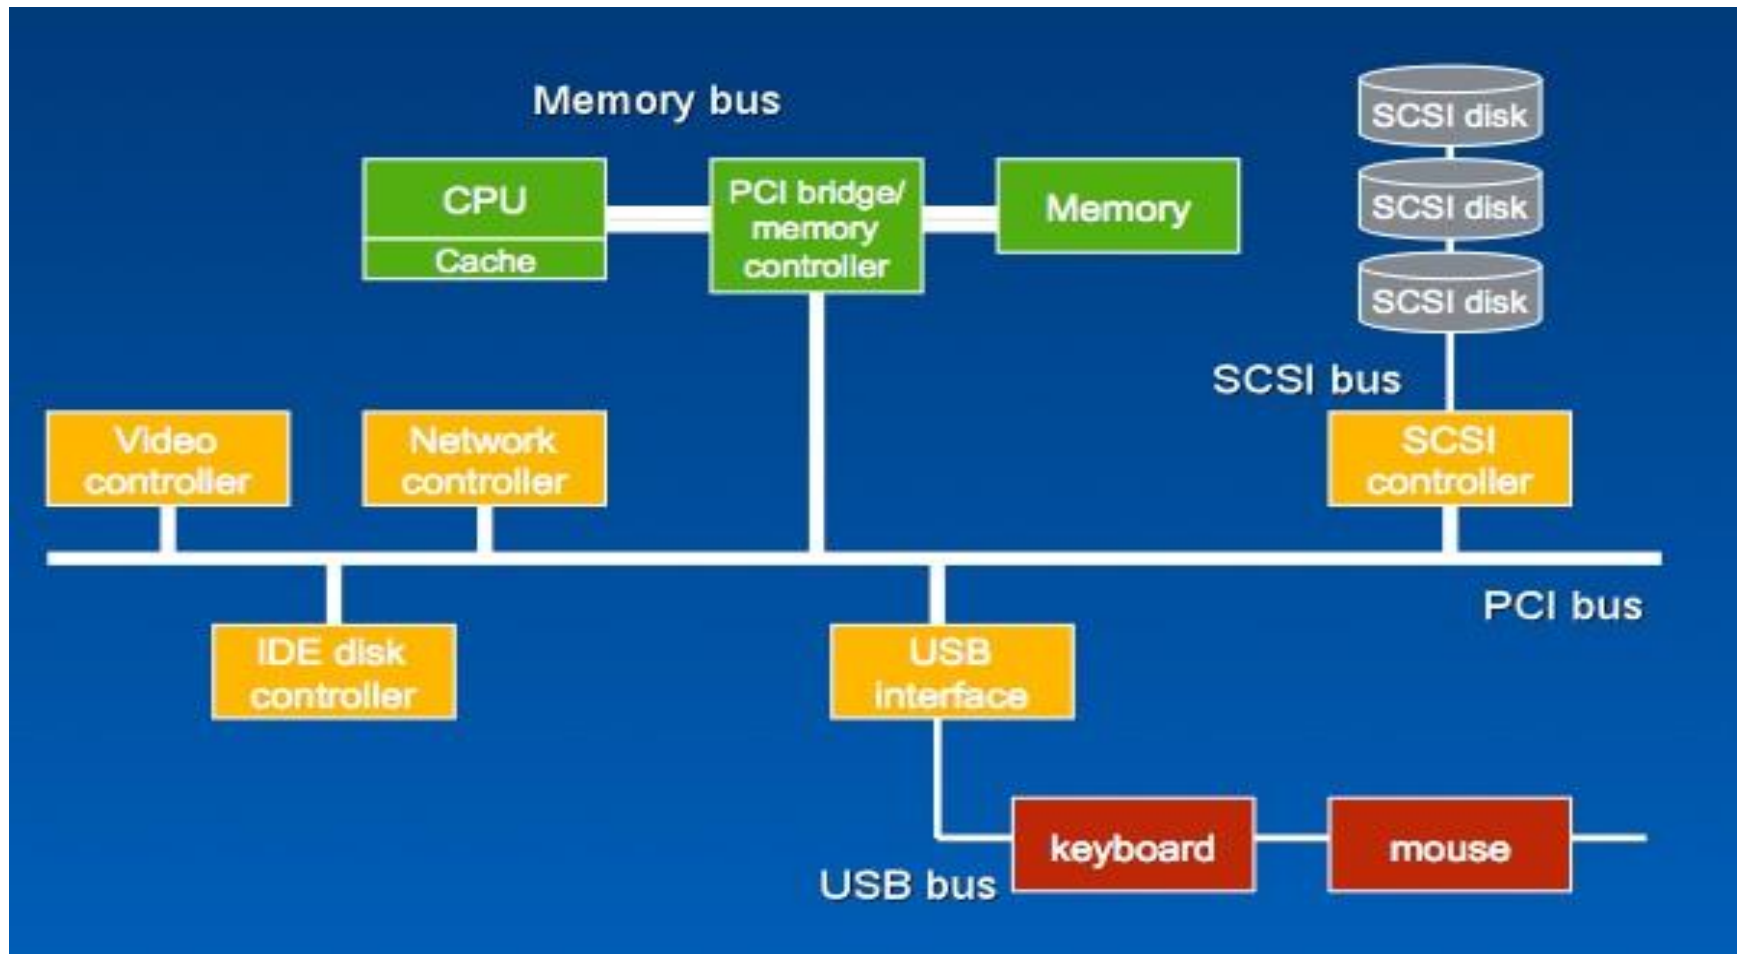 Memory bus
CPU
Cache
PCI bridge/
memory
controller
Memory
SCSI disk
SCSI disk
SCSI disk
SCSI bus
Video
controller
Network
controller
SCSI
controller
PCI bus
IDE disk
controller
USB
interface
keyboard
mouse
USB bus